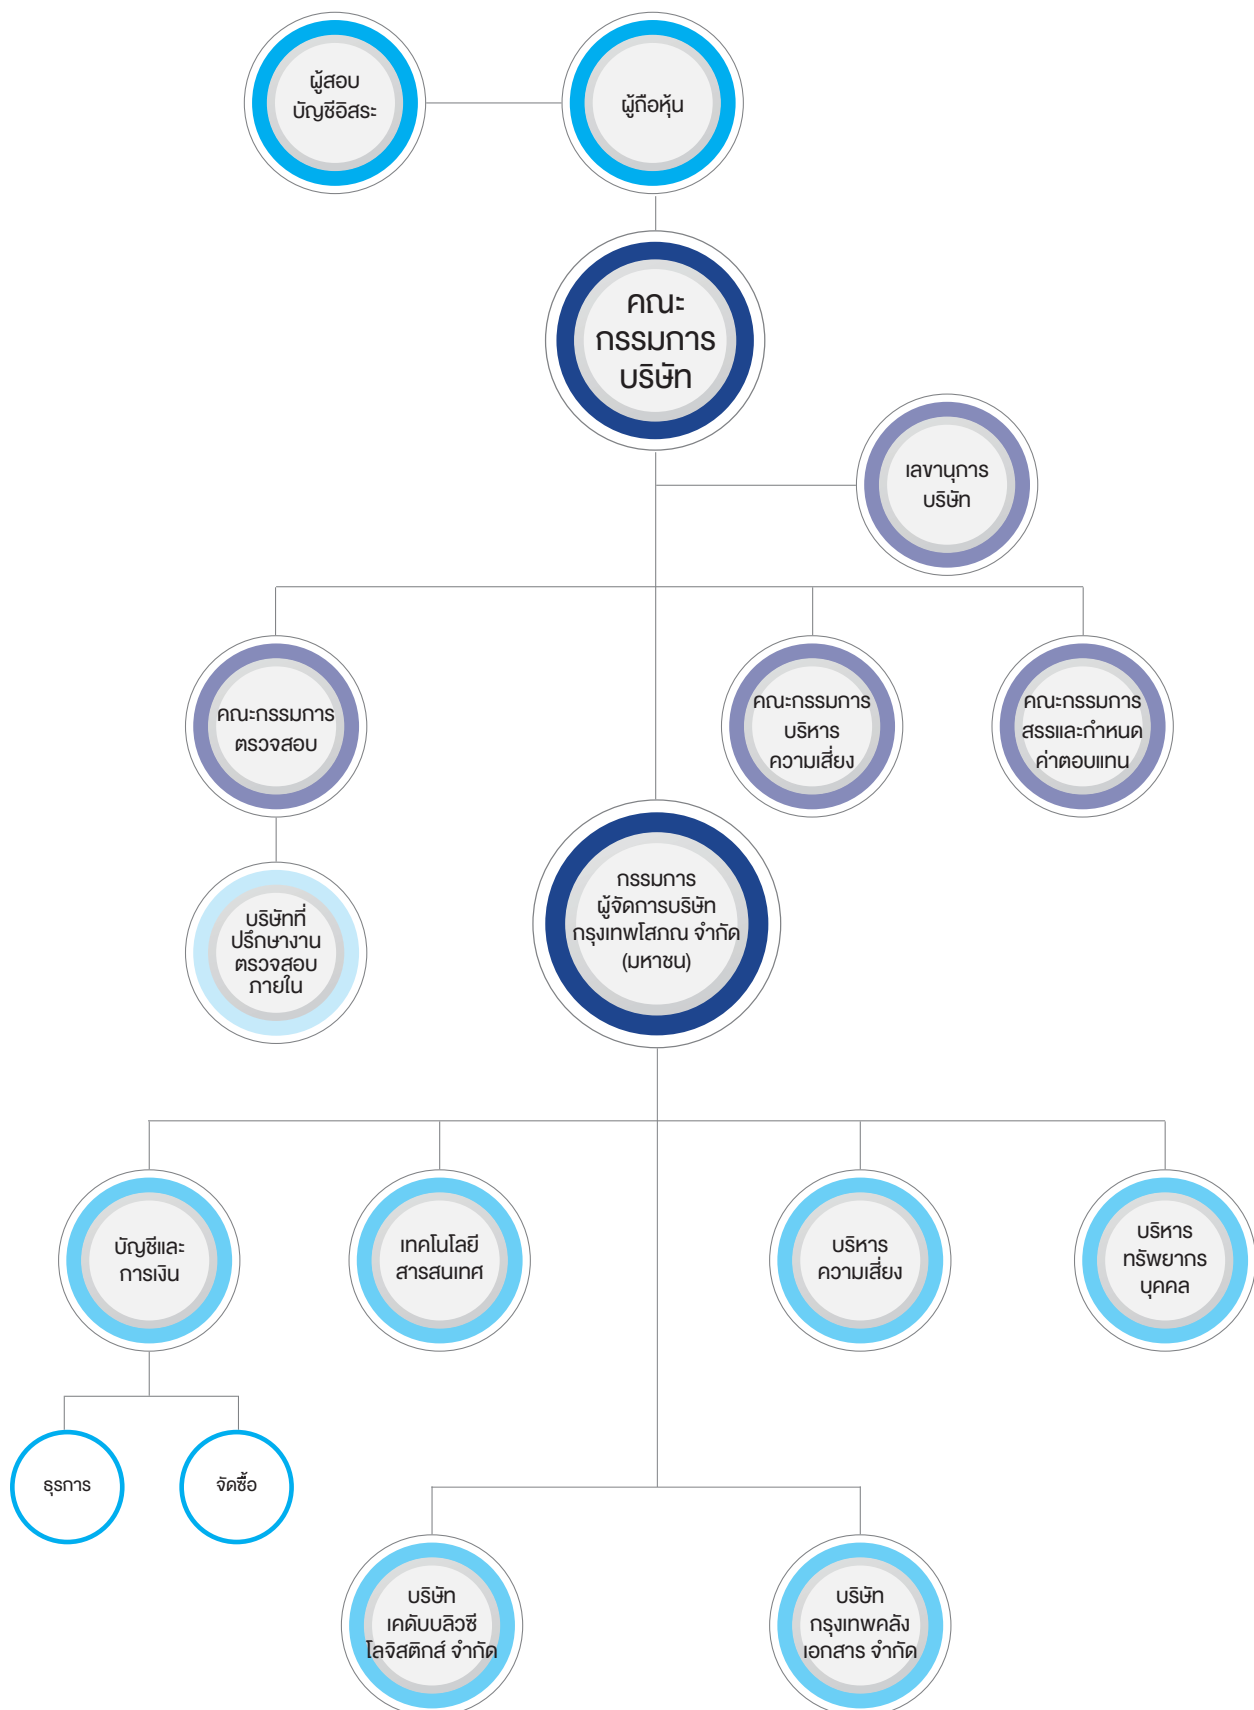 ผู้สอบ
บัญชีอิสระ
ผู้ถือหุ้น
คณะ
กรรมการ
บริษัท
เลขานุการ
บริษัท
คณะกรรมการ
ตรวจสอบ
คณะกรรมการ
บริหาร
ความเสี่ยง
คณะกรรมการ
สรรและกำหนด
ค่าตอบแทน
บริษัทที่
ปรึกษางาน
ตรวจสอบ
ภายใน
กรรมการ
ผู้จัดการบริษัท
กรุงเทพโสภณ จำกัด
(มหาชน)
บัญชีและ
การเงิน
เทคโนโลยี
สารสนเทศ
บริหาร
ความเสี่ยง
บริหาร
ทรัพยากร
บุคคล
ธุรการ
จัดซื้อ
บริษัท
เคดับบลิวซี
โลจิสติกส์ จำกัด
บริษัท
กรุงเทพคลัง
เอกสาร จำกัด